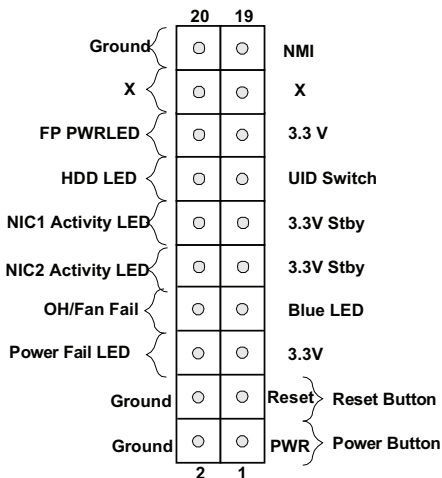 20 19
Ground NMI
X X
FP PWRLED 3.3 V
HDD LED UID Switch
NIC1 Activity LED 3.3V Stby
NIC2 Activity LED 3.3V Stby
OH/Fan Fail Blue LED
Power Fail LED 3.3V
Ground Reset Reset Button
Ground PWR Power Button
2 1